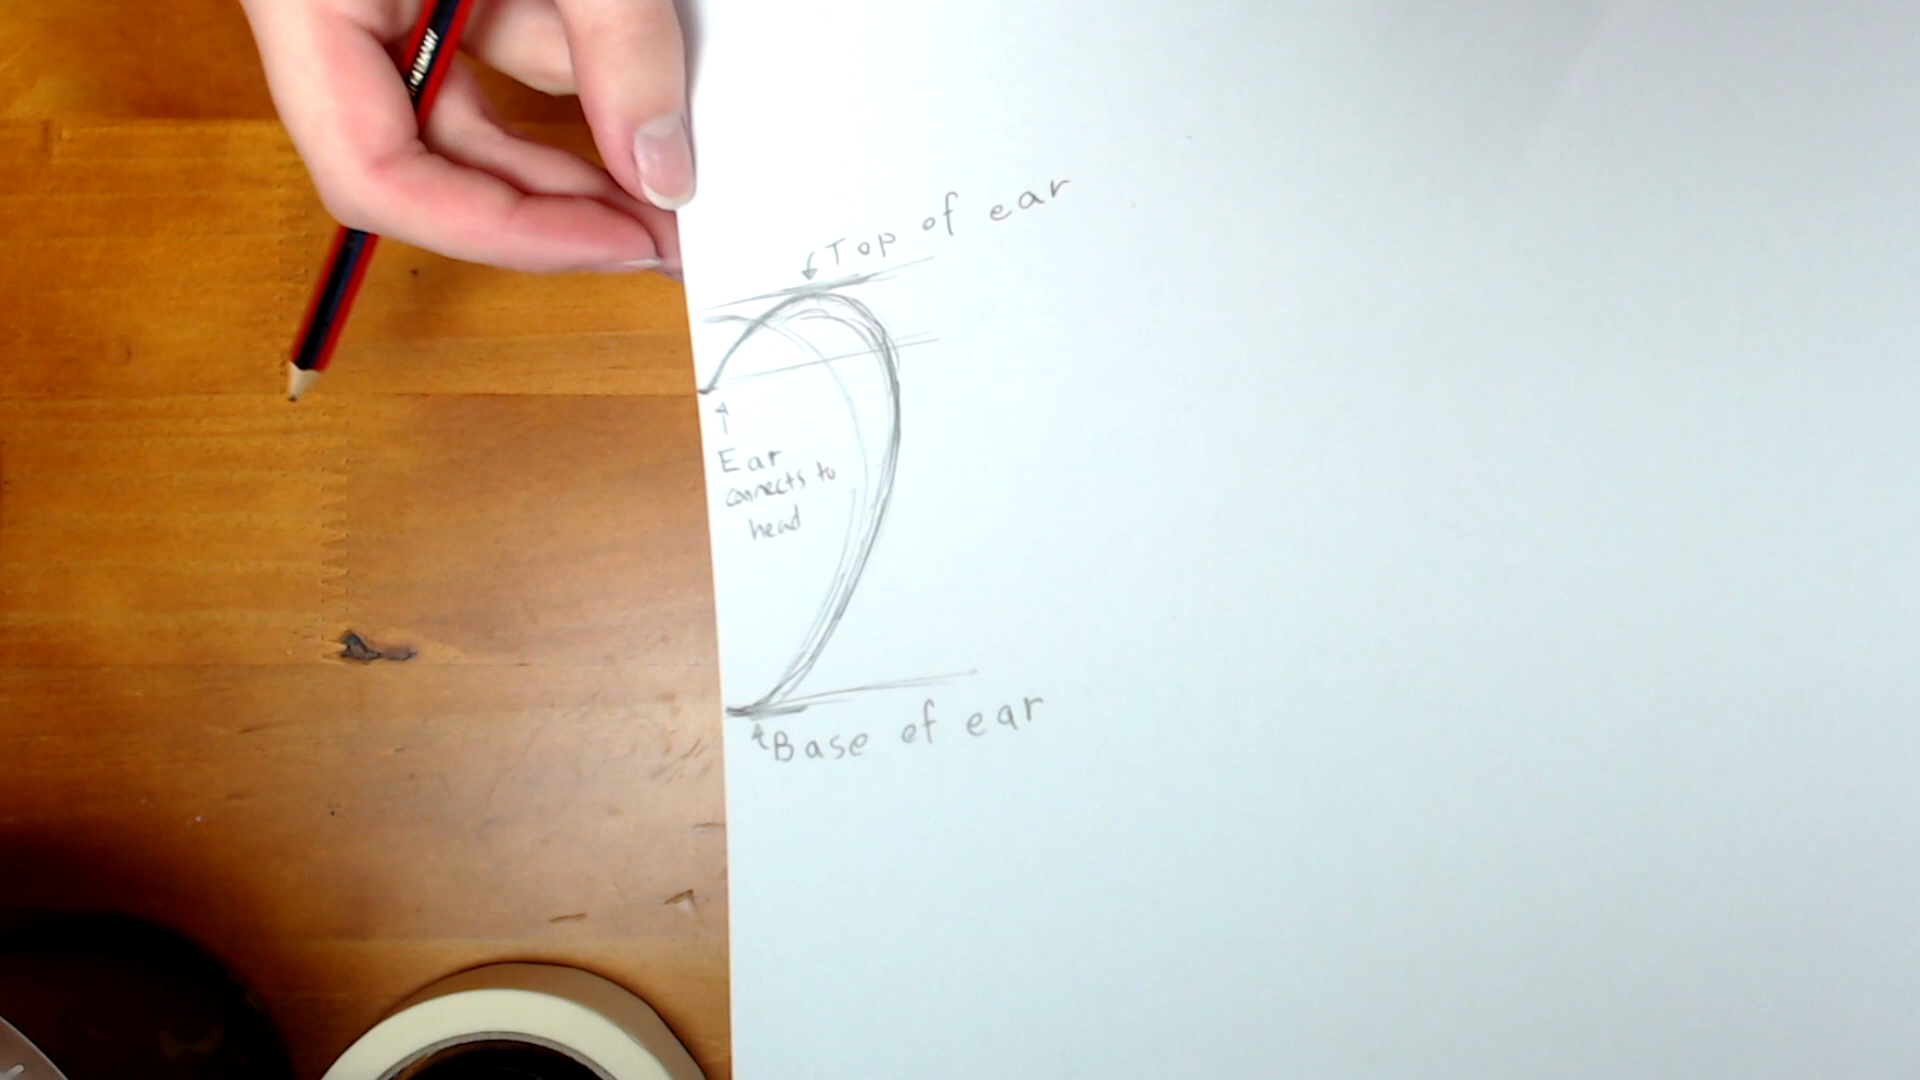 Top of ear
Ear
connects to
head
Base of ear